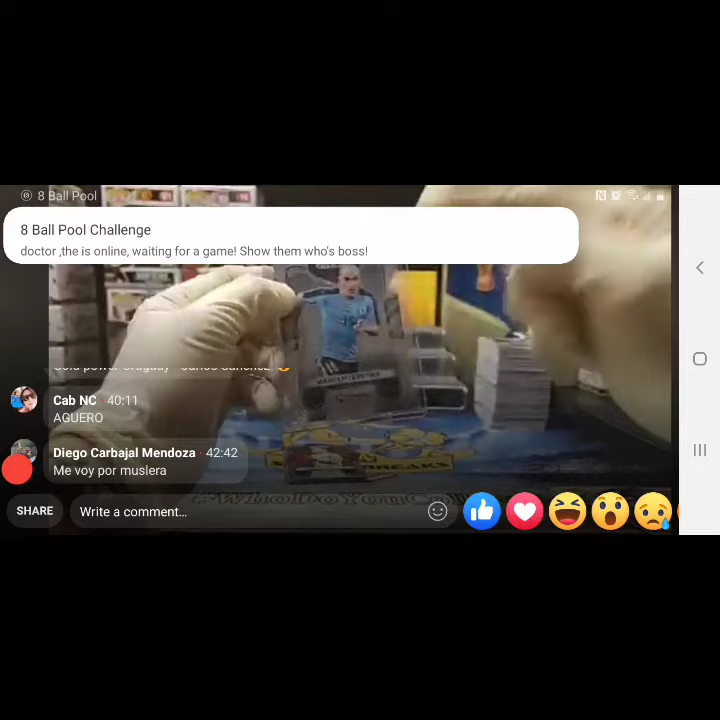 8 Ball Pool
8 Ball Pool Challenge
doctor ,the is online, waiting for a game! Show them who's boss!
Cab NC · 40:11
AGUERO
Diego Carbajal Mendoza · 42:42
Me voy por muslera
BREAKS
SHARE
Write a comment...